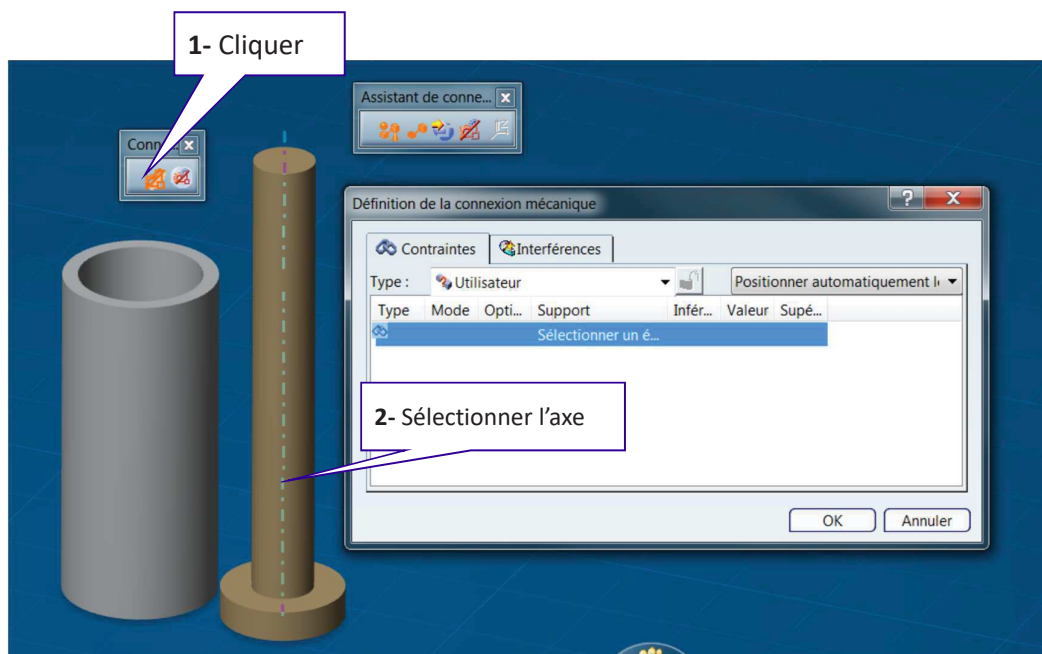 1- Cliquer
Assistant de conne...
Conn...
Définition de la connexion mécanique
Contraintes Interférences
Type : Utilisateur Positionner automatiquement
Type Mode Opti... Support Infér... Valeur Supé...
Sélectionner un é...
2- Sélectionner l'axe
OK Annuler